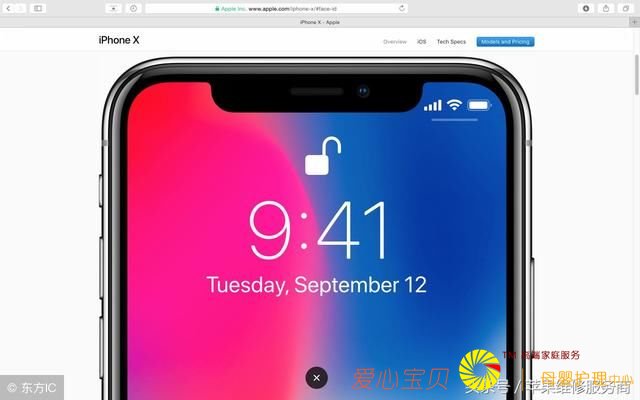 Apple Inc. www.apple.com/iphone-x/#face-id
iPhone X - Apple
iPhone X
Overview iOS Tech Specs Models and Pricing
9:41
Tuesday, September 12
© 东方IC
爱心宝贝
高端家庭服务
母婴护理中心
头条号／苹果维修服务商